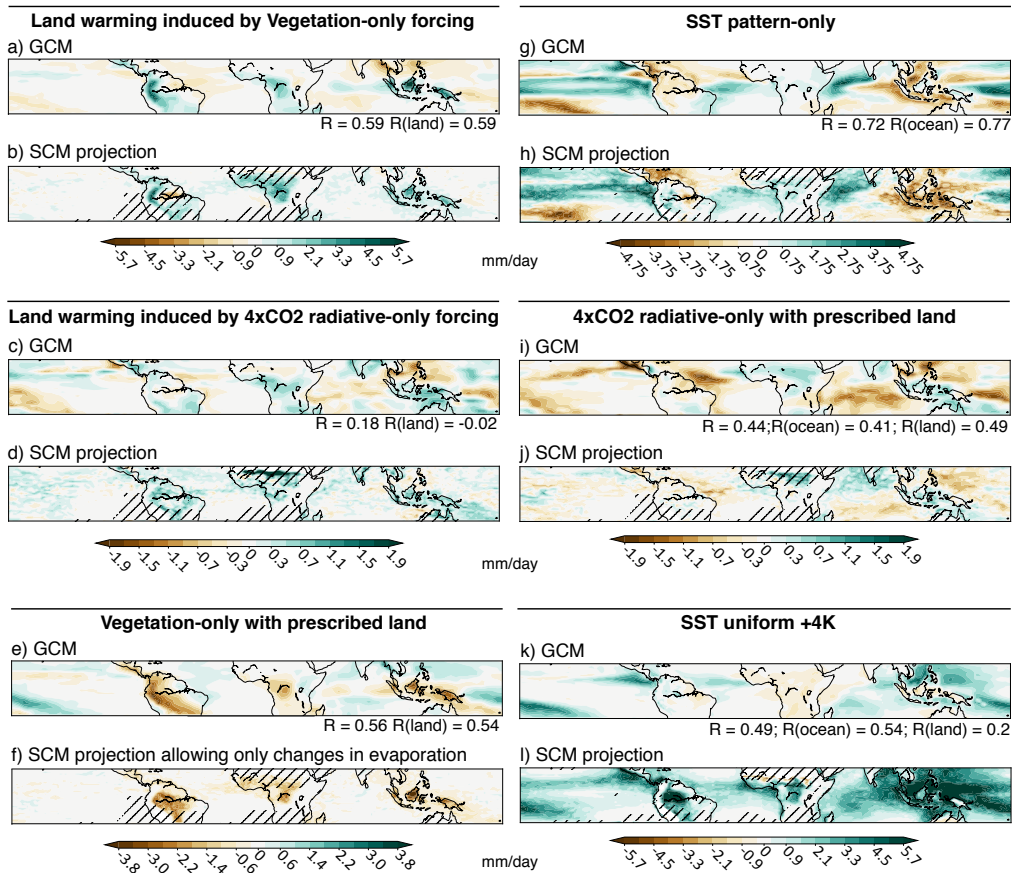 Land warming induced by Vegetation-only forcing
a) GCM
R = 0.59 R(land) = 0.59
b) SCM projection
-5.7 -4.5 -3.3 -2.1 -0.9 0 0.9 2.1 3.3 4.5 5.7
mm/day
SST pattern-only
g) GCM
R = 0.72 R(ocean) = 0.77
h) SCM projection
-4.75 -3.75 -2.75 -1.75 -0.75 0 0.75 1.75 2.75 3.75 4.75
Land warming induced by 4xCO2 radiative-only forcing
c) GCM
R = 0.18 R(land) = -0.02
d) SCM projection
-1.9 -1.5 -1.1 -0.7 -0.3 0 0.3 0.7 1.1 1.5 1.9
mm/day
4xCO2 radiative-only with prescribed land
i) GCM
R = 0.44;R(ocean) = 0.41; R(land) = 0.49
j) SCM projection
-1.9 -1.5 -1.1 -0.7 -0.3 0 0.3 0.7 1.1 1.5 1.9
Vegetation-only with prescribed land
e) GCM
R = 0.56 R(land) = 0.54
f) SCM projection allowing only changes in evaporation
-3.8 -3.0 -2.2 -1.4 -0.6 0 0.6 1.4 2.2 3.0 3.8
mm/day
SST uniform +4K
k) GCM
R = 0.49; R(ocean) = 0.54; R(land) = 0.2
l) SCM projection
-5.7 -4.5 -3.3 -2.1 -0.9 0 0.9 2.1 3.3 4.5 5.7